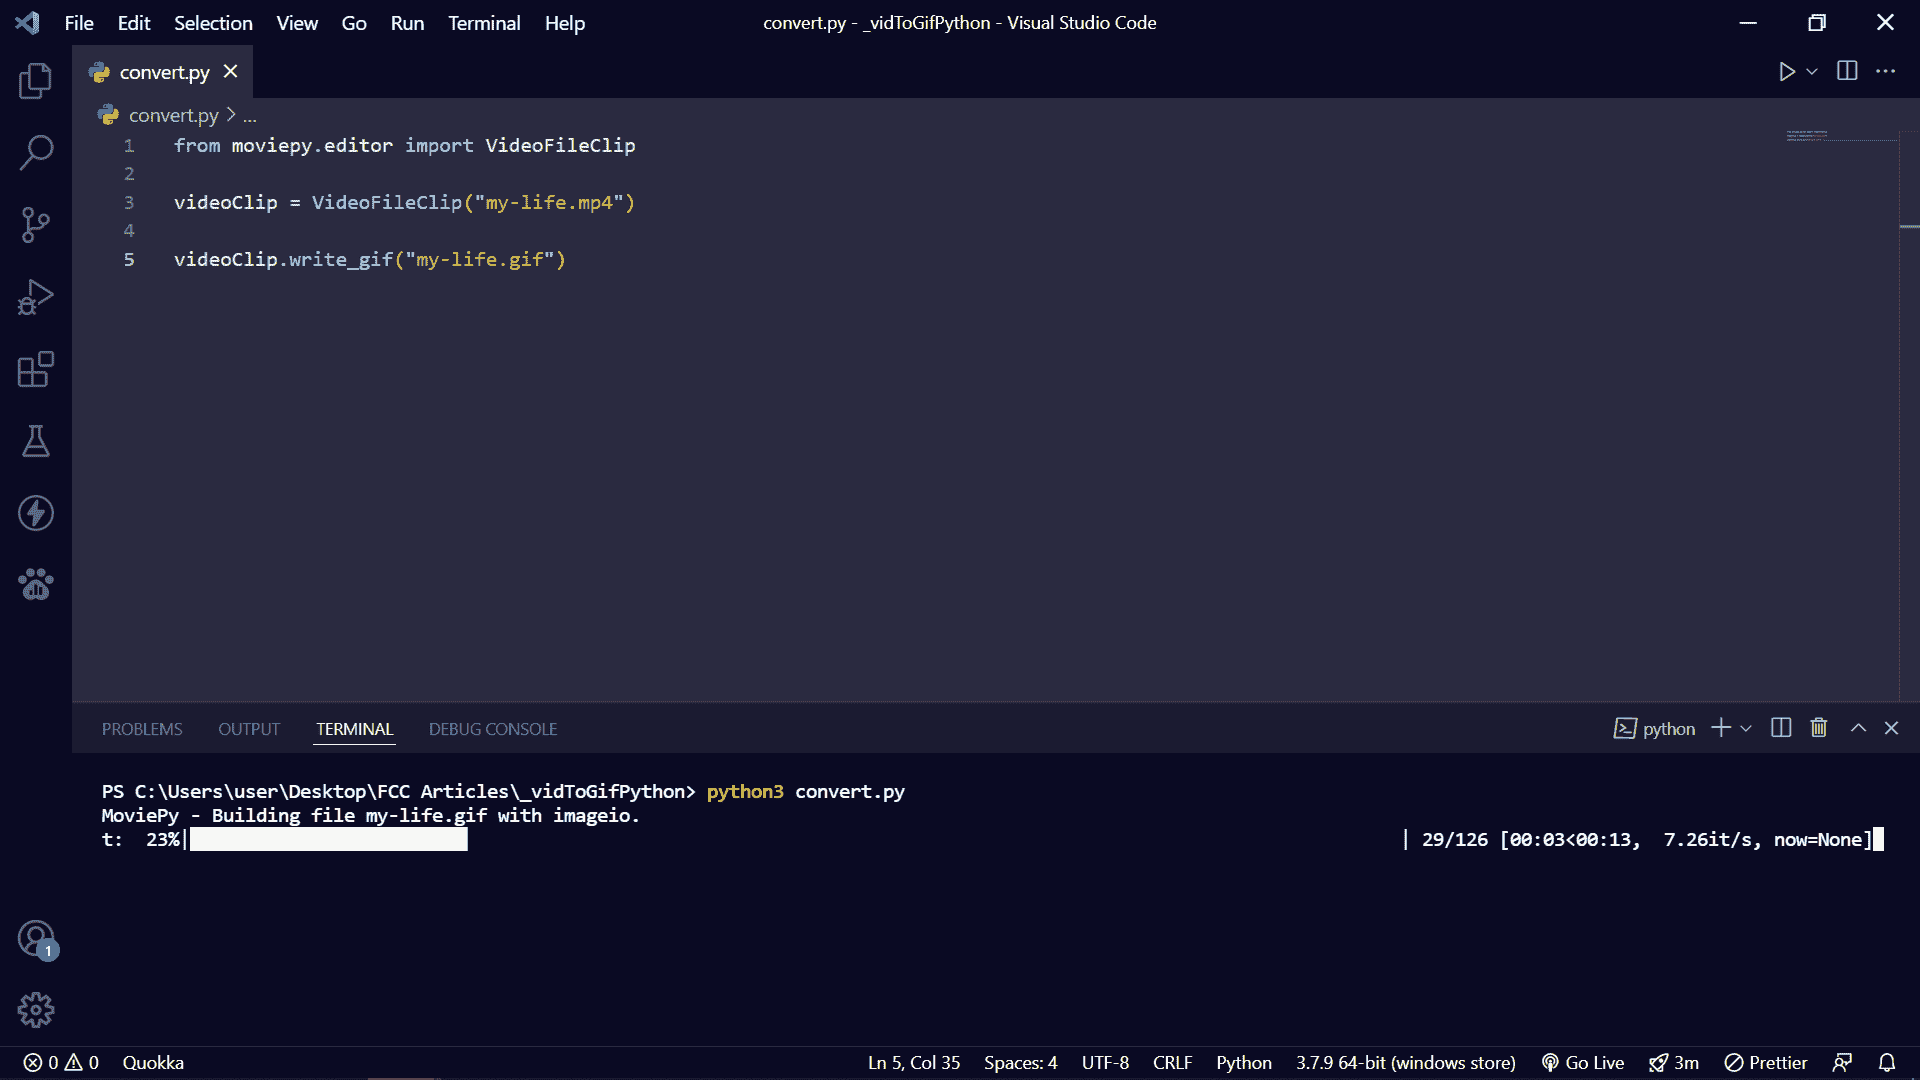 File Edit Selection View Go Run Terminal Help convert.py - _vidToGifPython - Visual Studio Code
convert.py
convert.py > ...
1 from moviepy.editor import VideoFileClip
2
3 videoClip = VideoFileClip("my-life.mp4")
4
5 videoClip.write_gif("my-life.gif")
PROBLEMS OUTPUT TERMINAL DEBUG CONSOLE python
PS C:\Users\user\Desktop\FCC Articles\_vidToGifPython> python3 convert.py
MoviePy - Building file my-life.gif with imageio.
t:  23%| | 29/126 [00:03<00:13,  7.26it/s, now=None]
1
0 0 Quokka Ln 5, Col 35 Spaces: 4 UTF-8 CRLF Python 3.7.9 64-bit (windows store) Go Live 3m Prettier